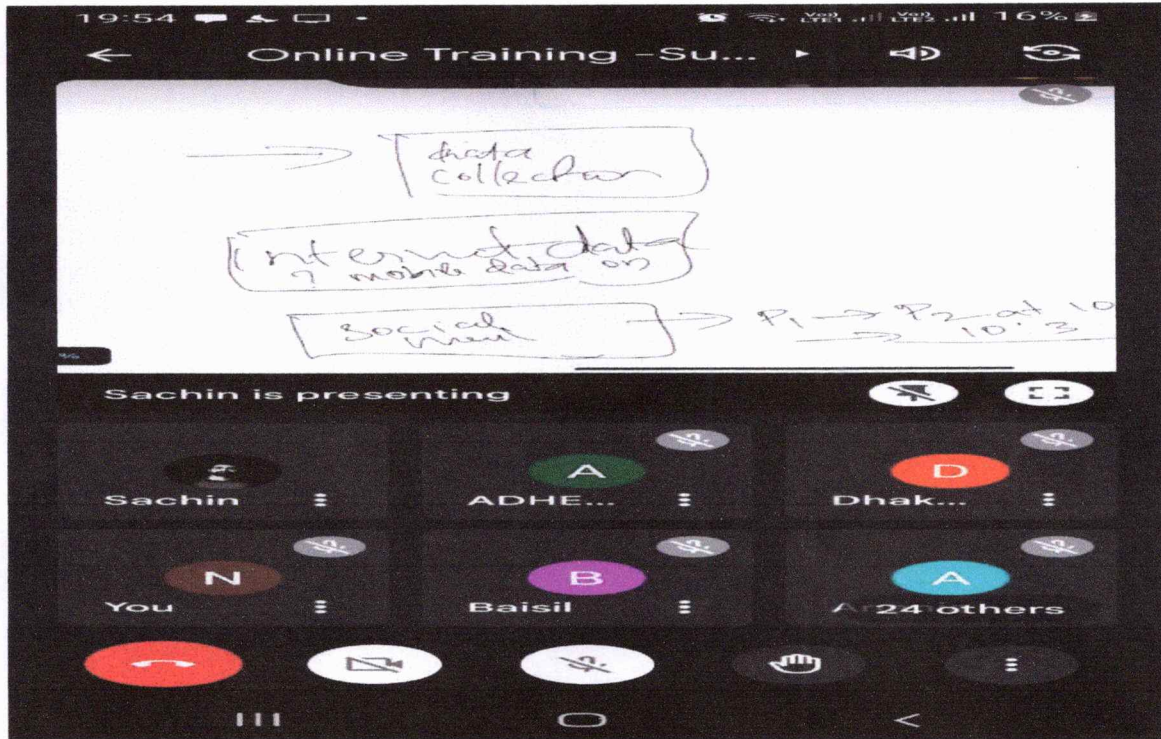 19:54 16%
Online Training -Su...
data
collection
internet data
? mobile data on
social
P1 → P2 at 10
10:3
Sachin is presenting
Sachin
A
ADHE...
D
Dhak...
N
You
B
Baisil
A
24 others